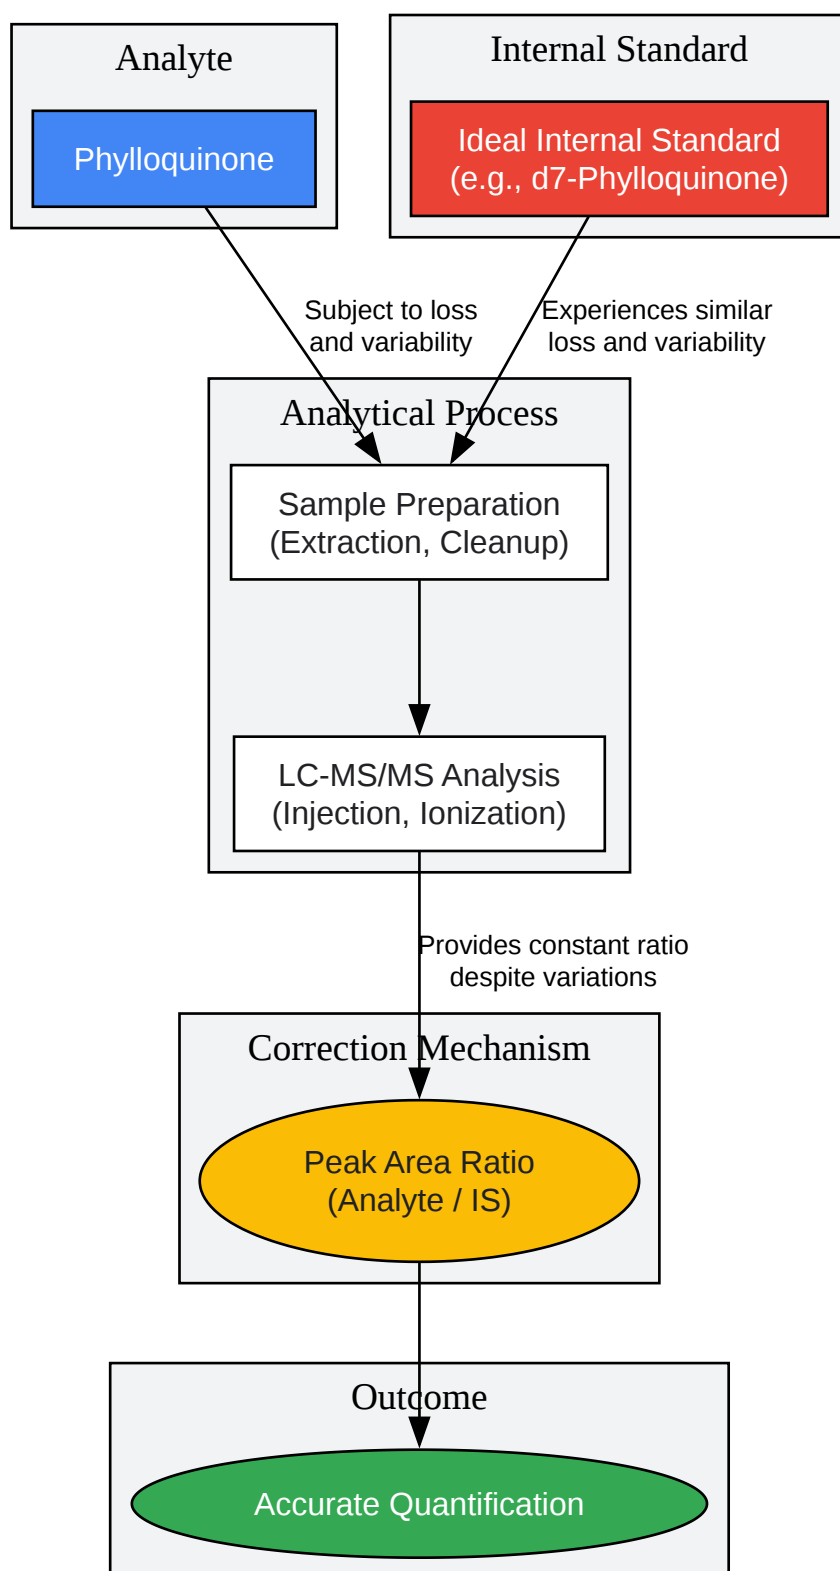 Analyte
Phylloquinone
Internal Standard
Ideal Internal Standard
(e.g., d7-Phylloquinone)
Subject to loss
and variability
Experiences similar
loss and variability
Analytical Process
Sample Preparation
(Extraction, Cleanup)
LC-MS/MS Analysis
(Injection, Ionization)
Provides constant ratio
despite variations
Correction Mechanism
Peak Area Ratio
(Analyte / IS)
Outcome
Accurate Quantification